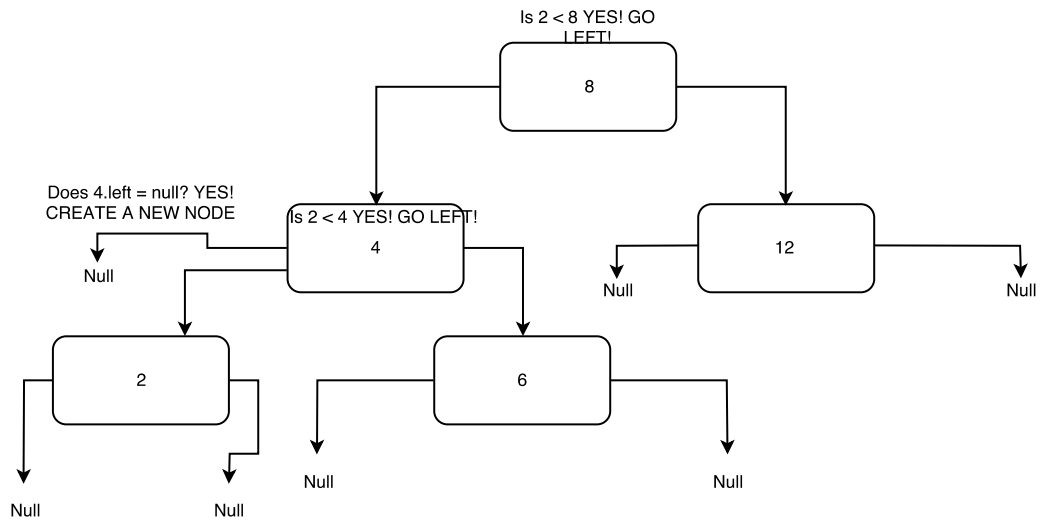 Is 2 < 8 YES! GO
LEFT!
8
Does 4.left = null? YES!
CREATE A NEW NODE
Is 2 < 4 YES! GO LEFT!
4
12
Null
Null
Null
2
6
Null
Null
Null
Null